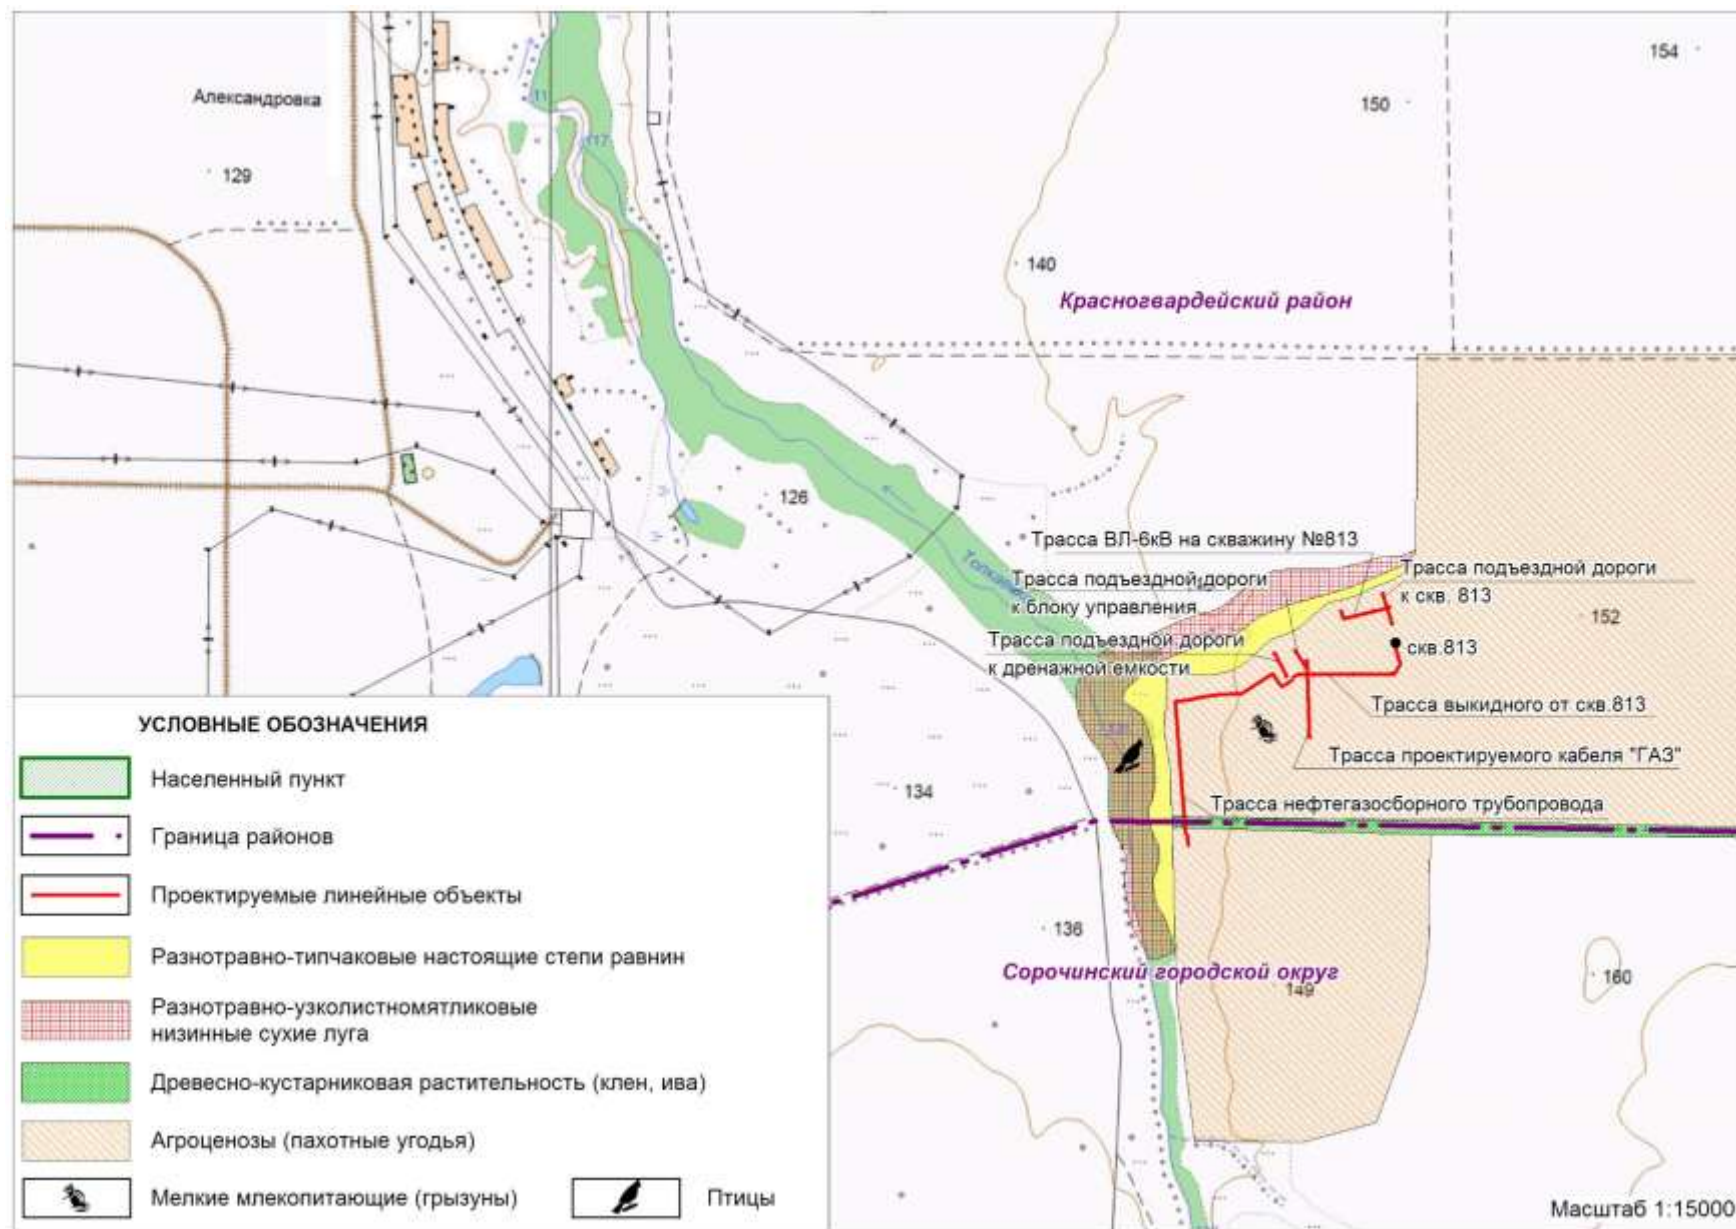 154
150
Александровка
11
117
129
140
Красногвардейский район
126
Трасса ВЛ-6кВ на скважину №813
Трасса подъездной дороги
к блоку управления
Трасса подъездной дороги
к скв. 813
152
Трасса подъездной дороги
к дренажной емкости
скв.813
Трасса выкидного от скв.813
Трасса проектируемого кабеля "ГАЗ"
134
Трасса нефтегазосборного трубопровода
136
Сорочинский городской округ
149
160
УСЛОВНЫЕ ОБОЗНАЧЕНИЯ
Населенный пункт
Граница районов
Проектируемые линейные объекты
Разнотравно-типчаковые настоящие степи равнин
Разнотравно-узколистномятликовые
низинные сухие луга
Древесно-кустарниковая растительность (клен, ива)
Агроценозы (пахотные угодья)
Мелкие млекопитающие (грызуны)
Птицы
Масштаб 1:15000